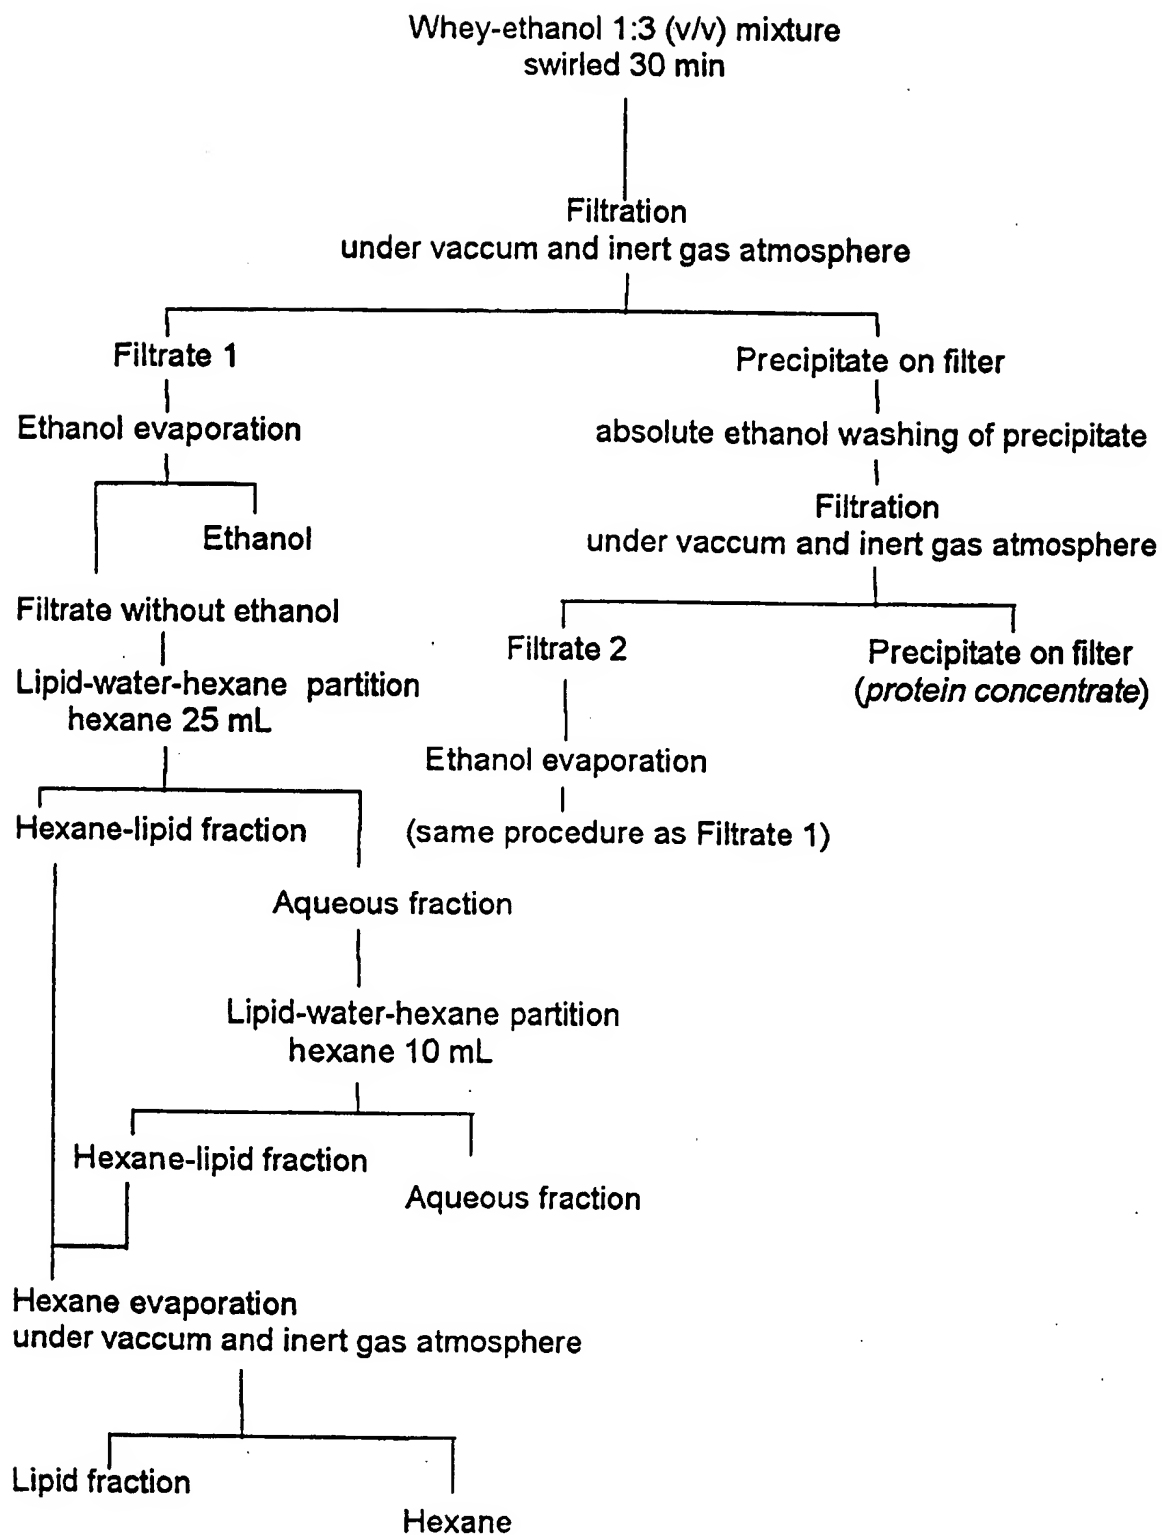 Whey-ethanol 1:3 (v/v) mixture
swirled 30 min
Filtration
under vaccum and inert gas atmosphere
Filtrate 1
Precipitate on filter
Ethanol evaporation
absolute ethanol washing of precipitate
Ethanol
Filtration
under vaccum and inert gas atmosphere
Filtrate without ethanol
Filtrate 2
Precipitate on filter
(protein concentrate)
Lipid-water-hexane partition
hexane 25 mL
Ethanol evaporation
Hexane-lipid fraction
(same procedure as Filtrate 1)
Aqueous fraction
Lipid-water-hexane partition
hexane 10 mL
Hexane-lipid fraction
Aqueous fraction
Hexane evaporation
under vaccum and inert gas atmosphere
Lipid fraction
Hexane